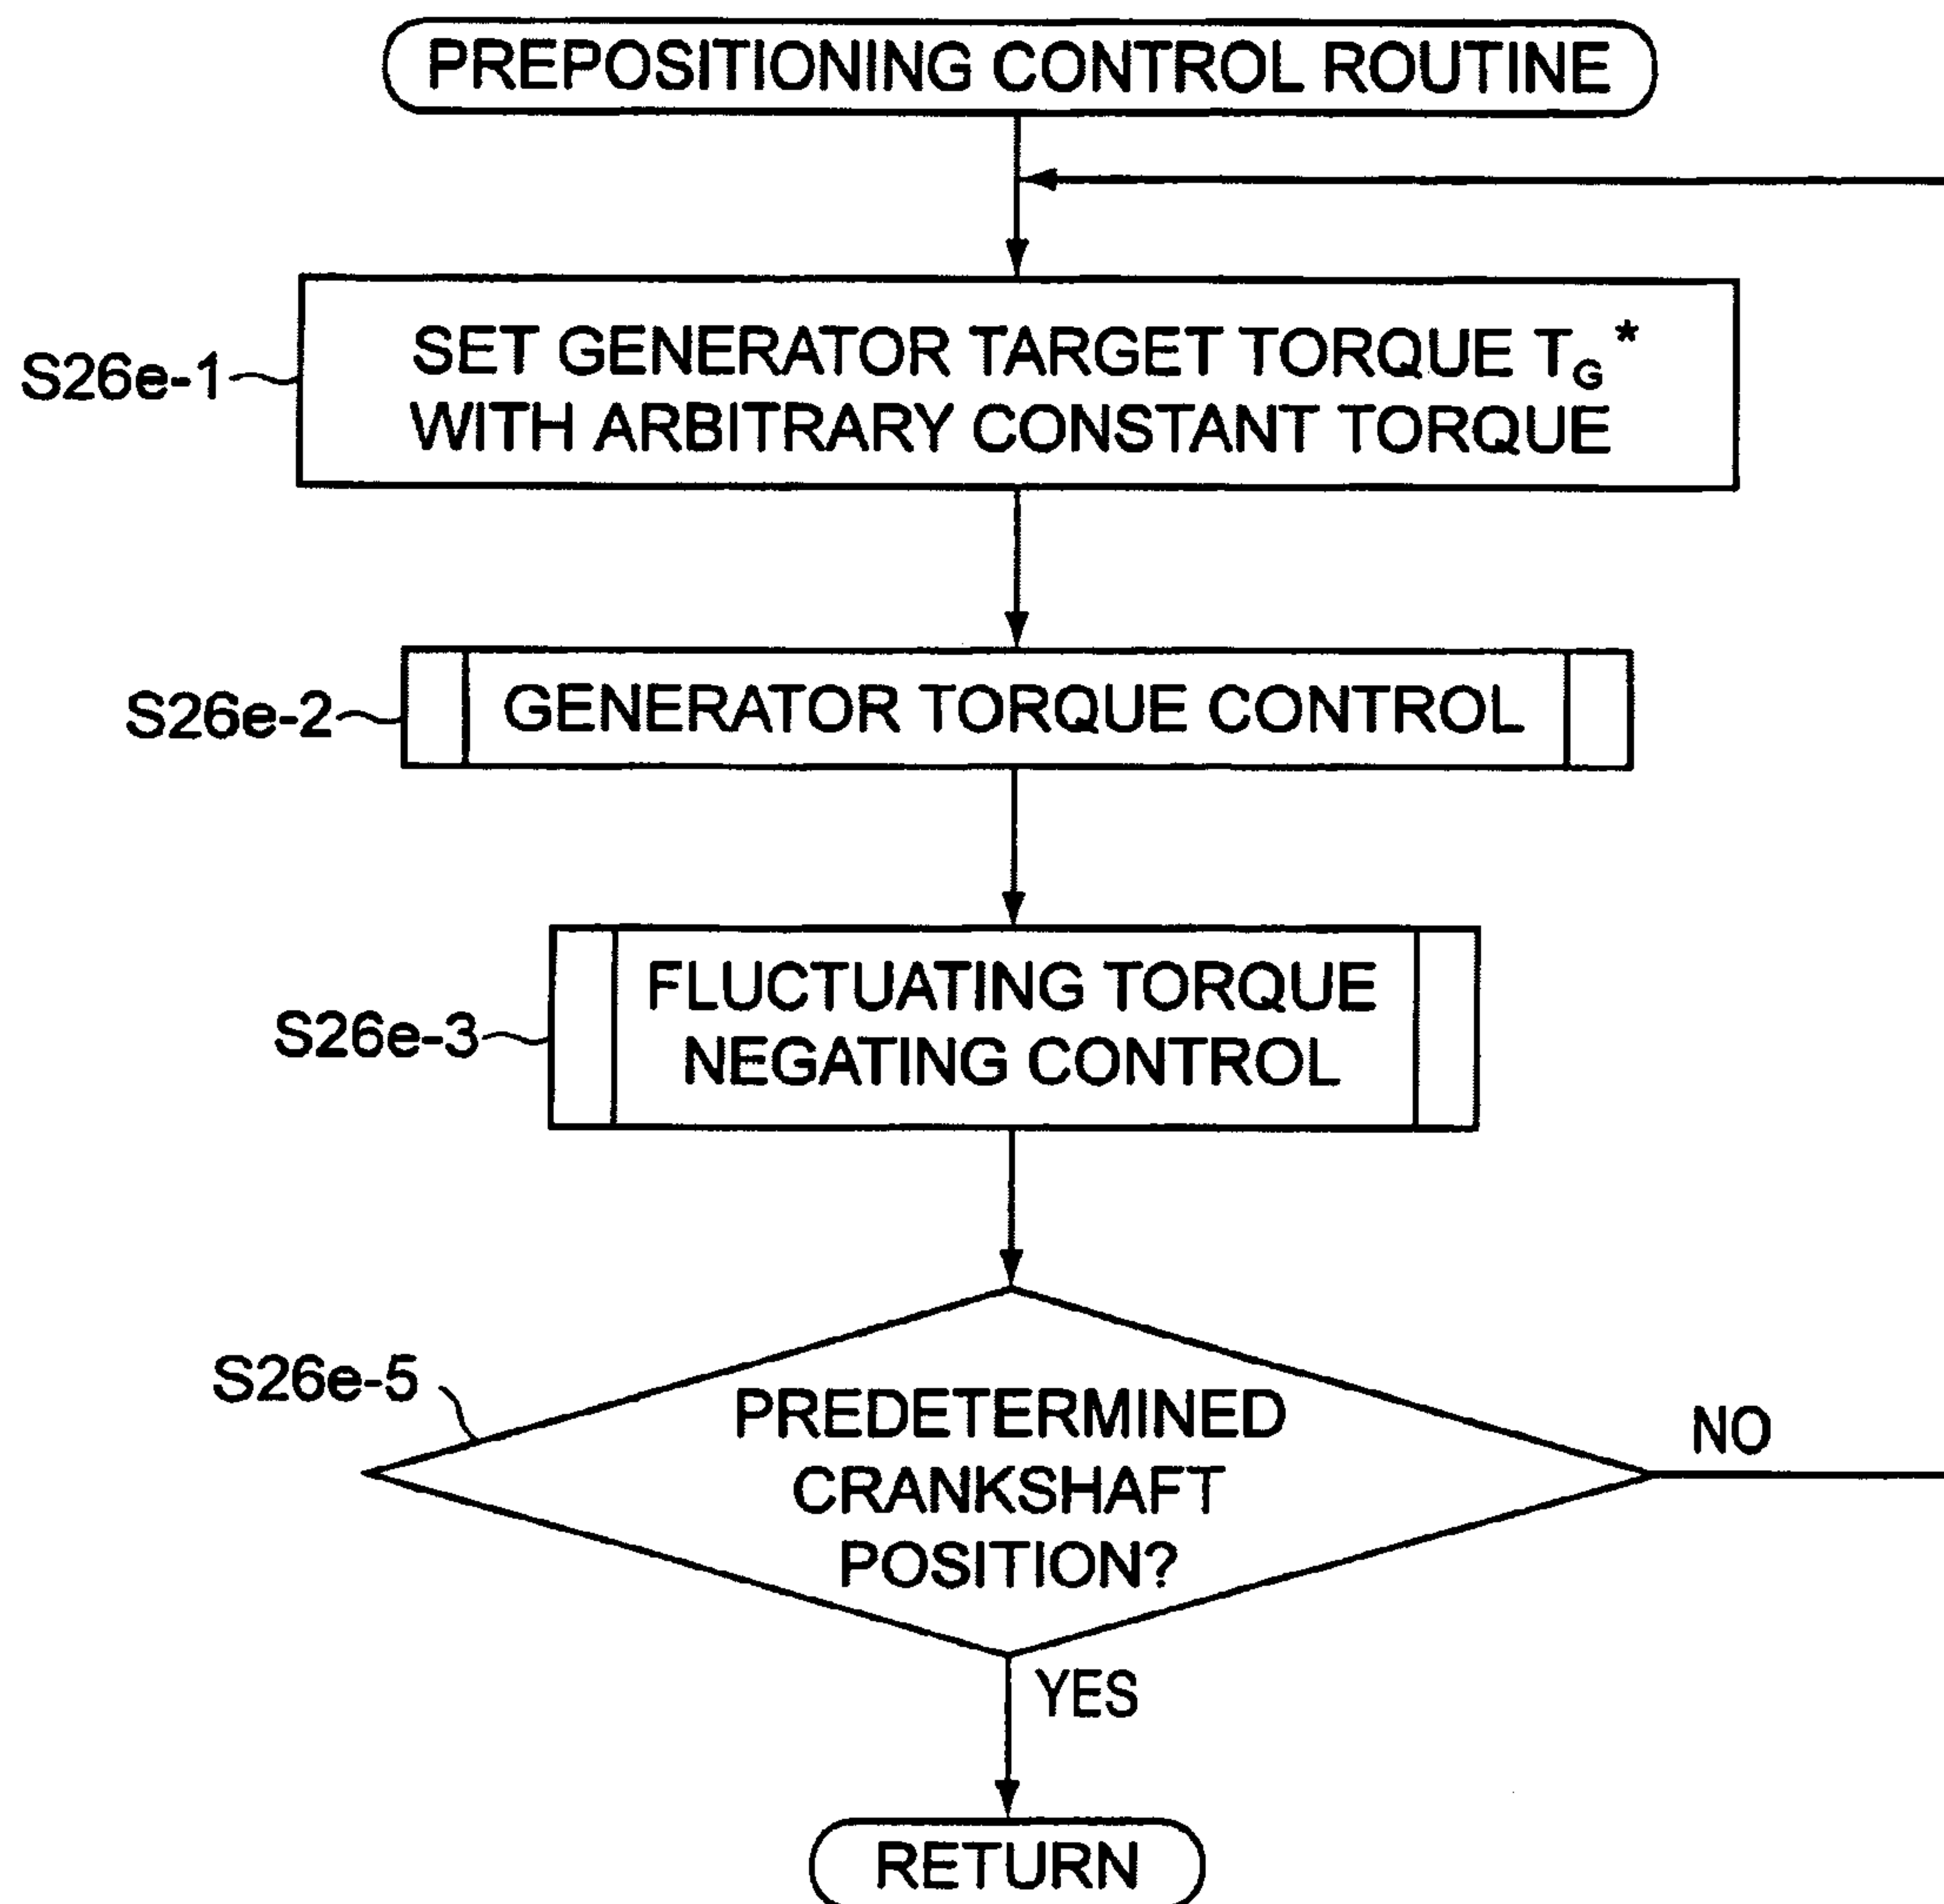 PREPOSITIONING CONTROL ROUTINE
S26e-1
SET GENERATOR TARGET TORQUE TG*
WITH ARBITRARY CONSTANT TORQUE
S26e-2
GENERATOR TORQUE CONTROL
S26e-3
FLUCTUATING TORQUE
NEGATING CONTROL
S26e-5
PREDETERMINED
CRANKSHAFT
POSITION?
NO
YES
RETURN